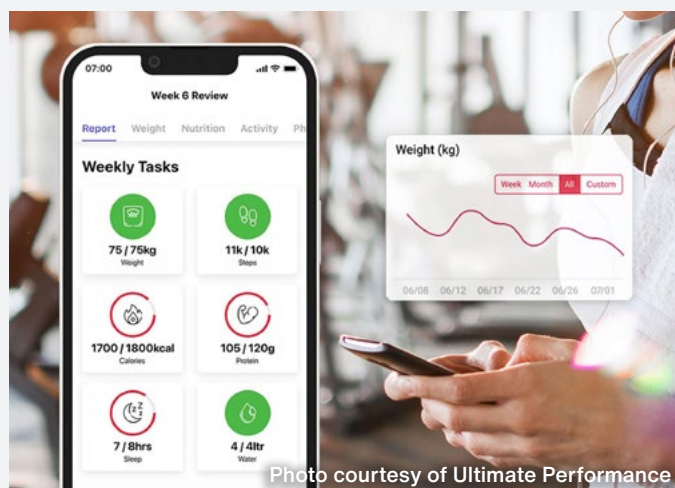 07:00
Week 6 Review
Report Weight Nutrition Activity Ph
Weekly Tasks
75 / 75kg
Weight
11k / 10k
Steps
1700 / 1800kcal
Calories
105 / 120g
Protein
7 / 8hrs
Sleep
4 / 4ltr
Water
Weight (kg)
Week Month All Custom
06/08 06/12 06/17 06/22 06/26 07/01
Photo courtesy of Ultimate Performance